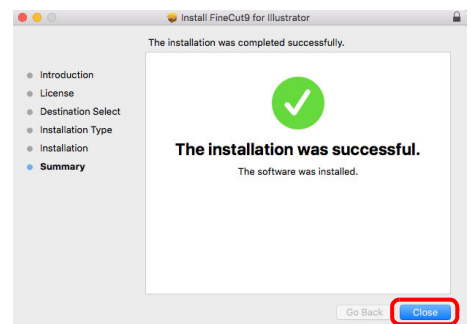 Install FineCut9 for Illustrator
The installation was completed successfully.
Introduction
License
Destination Select
Installation Type
Installation
Summary
The installation was successful.
The software was installed.
Go Back
Close